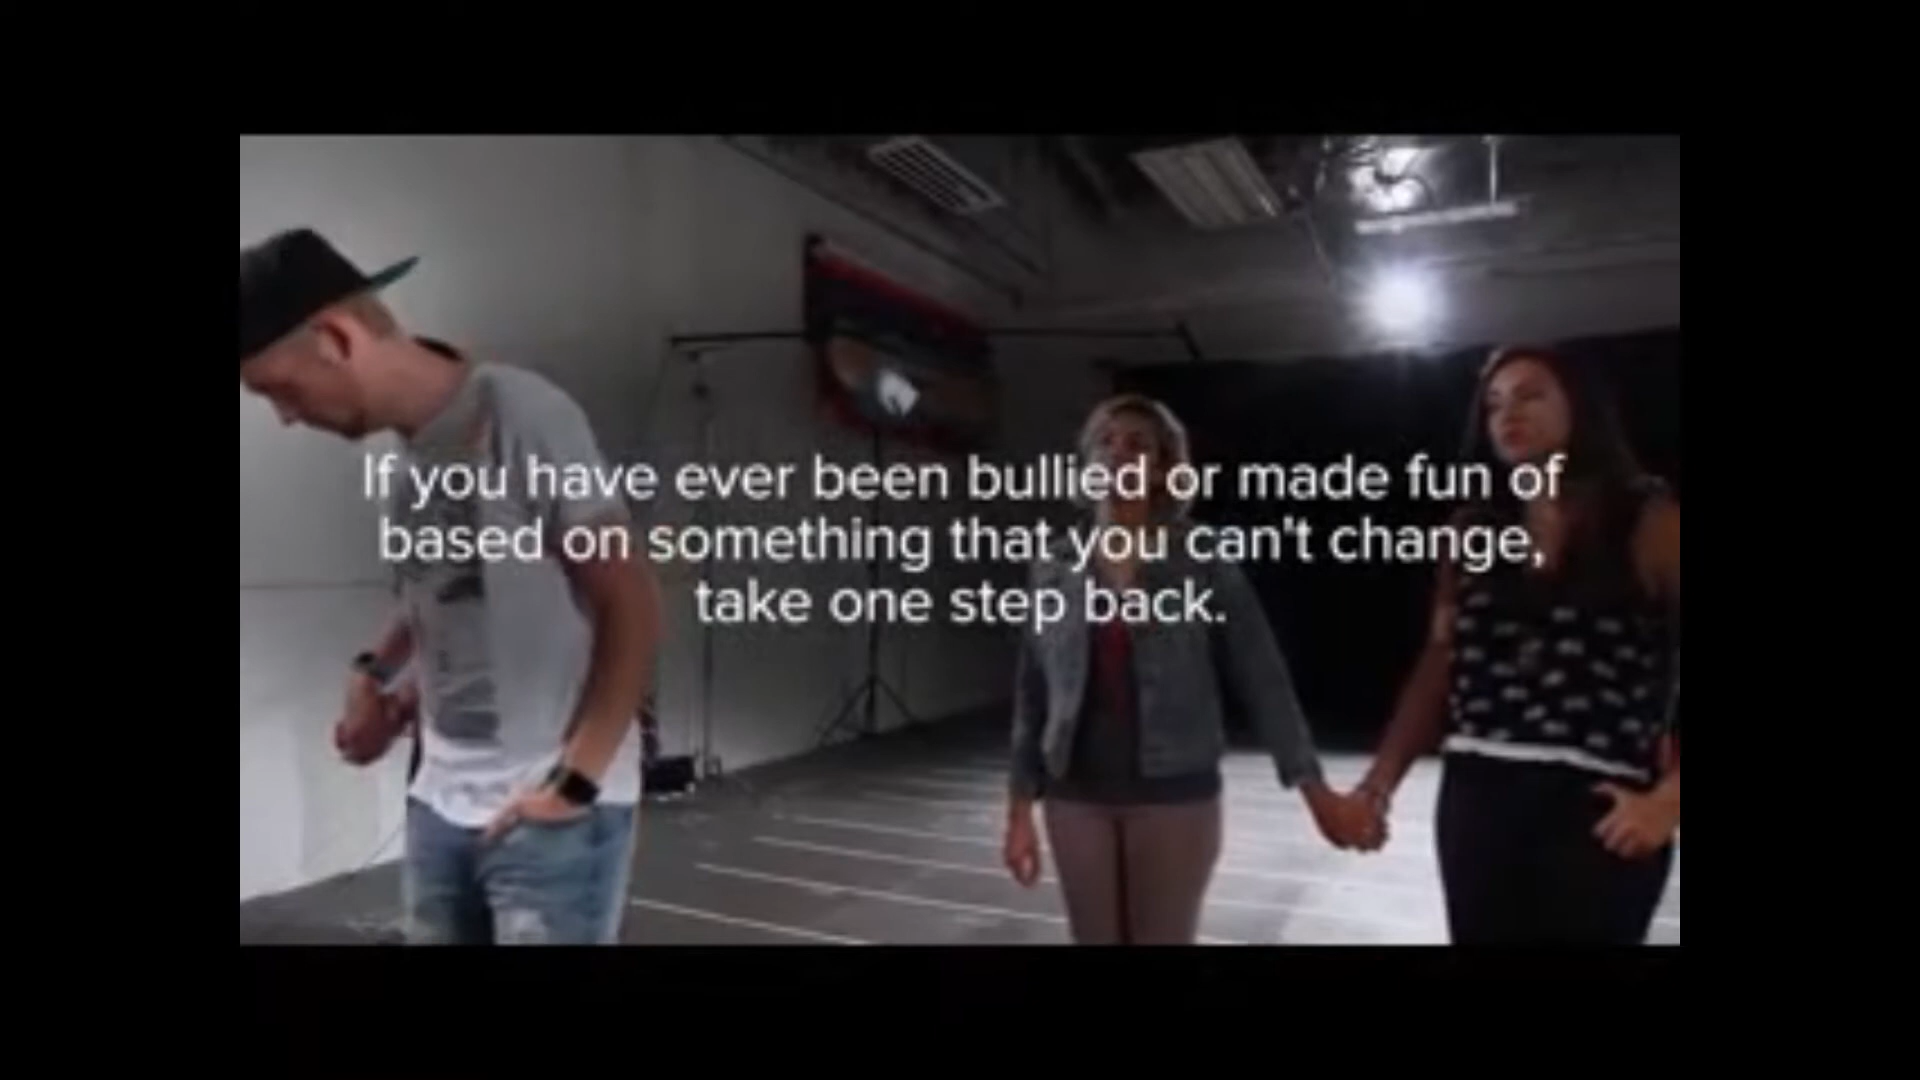 If you have ever been bullied or made fun of
based on something that you can't change,
take one step back.